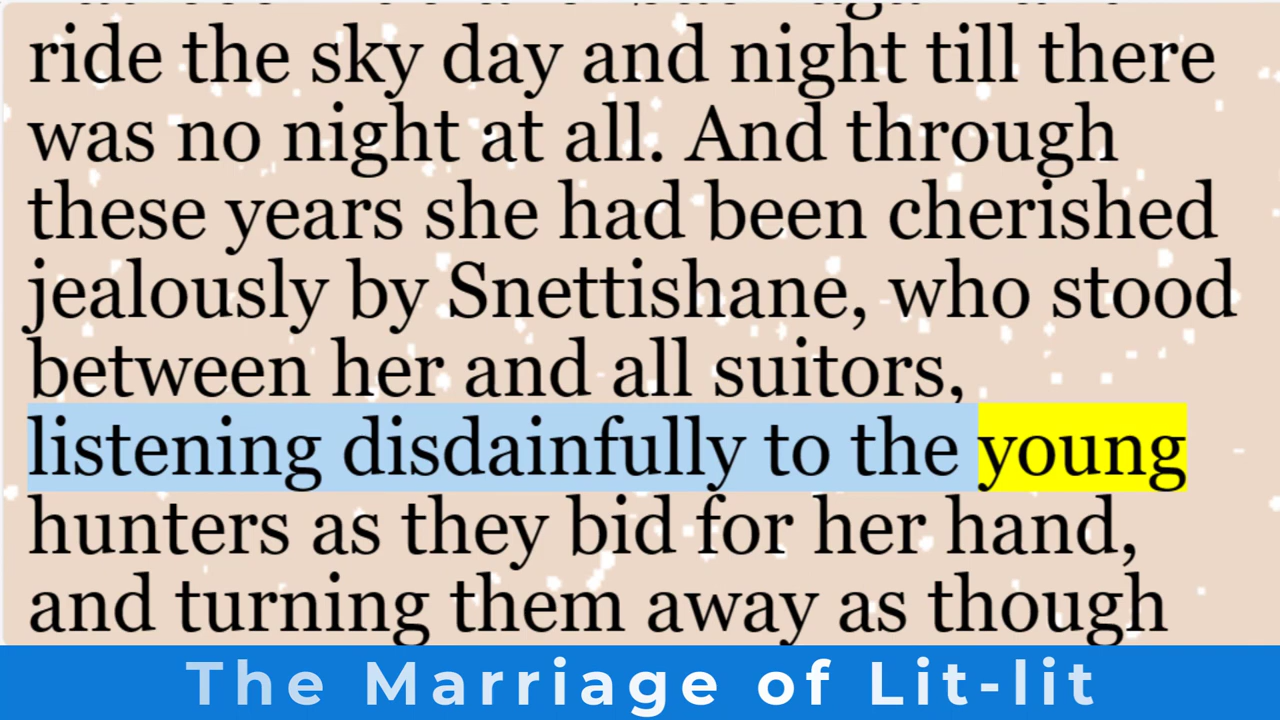 ride the sky day and night till there
was no night at all. And through
these years she had been cherished
jealously by Snettishane, who stood
between her and all suitors,
listening disdainfully to the young
hunters as they bid for her hand,
and turning them away as though
The Marriage of Lit-lit